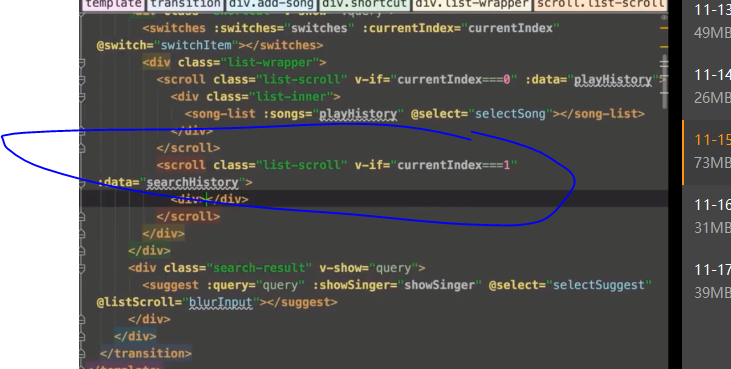 template transition div.add-song div.shortcut div.list-wrapper scroll.list-scroll
<switches :switches="switches" :currentIndex="currentIndex"
@switch="switchItem"></switches>
<div class="list-wrapper">
<scroll class="list-scroll" v-if="currentIndex===0" :data="playHistory">
<div class="list-inner">
<song-list :songs="playHistory" @select="selectSong"></song-list>
</div>
</scroll>
<scroll class="list-scroll" v-if="currentIndex===1"
:data="searchHistory">
<div></div>
</scroll>
</div>
</div>
<div class="search-result" v-show="query">
<suggest :query="query" :showSinger="showSinger" @select="selectSuggest"
@listScroll="blurInput"></suggest>
</div>
</div>
</transition>
</template>
11-13
49MB
11-14
26MB
11-15
73MB
11-16
31MB
11-17
39MB